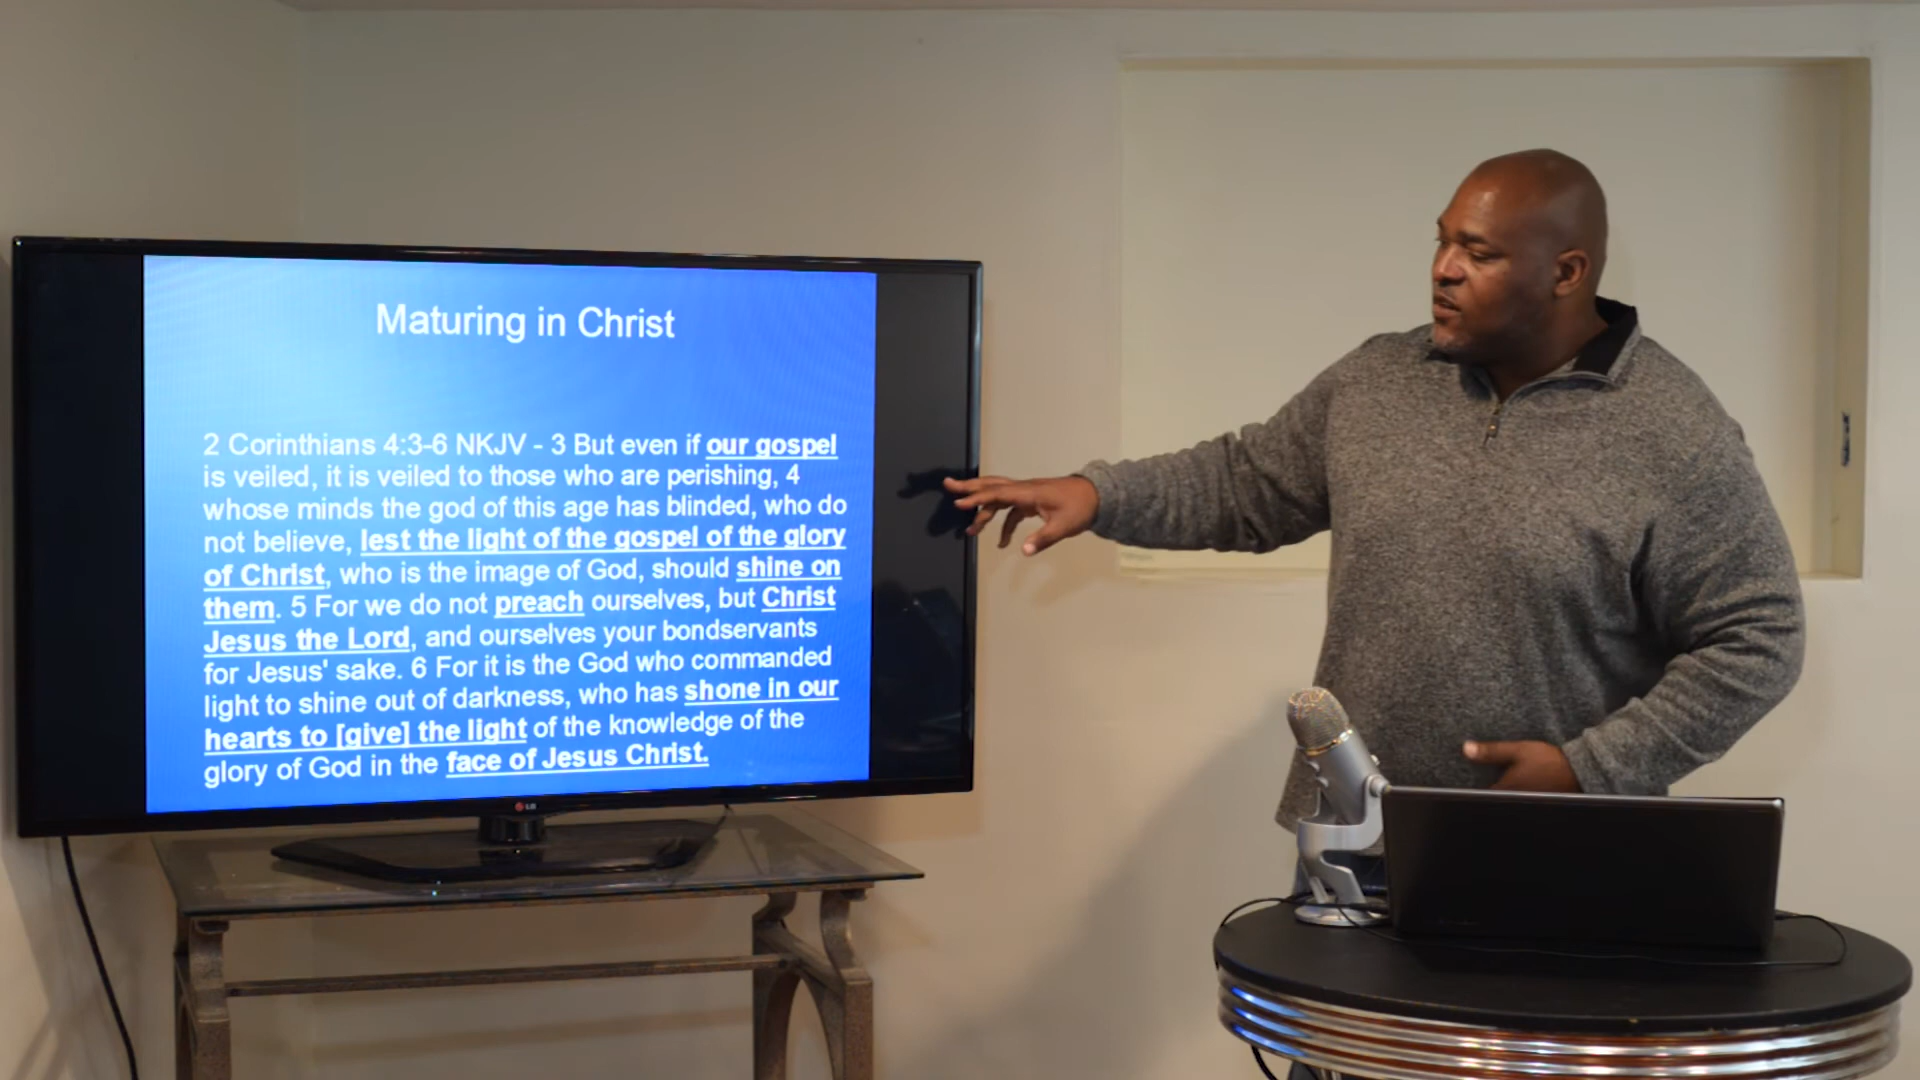 Maturing in Christ
2 Corinthians 4:3-6 NKJV - 3 But even if our gospel
is veiled, it is veiled to those who are perishing, 4
whose minds the god of this age has blinded, who do
not believe, lest the light of the gospel of the glory
of Christ, who is the image of God, should shine on
them. 5 For we do not preach ourselves, but Christ
Jesus the Lord, and ourselves your bondservants
for Jesus' sake. 6 For it is the God who commanded
light to shine out of darkness, who has shone in our
hearts to [give] the light of the knowledge of the
glory of God in the face of Jesus Christ.
LG